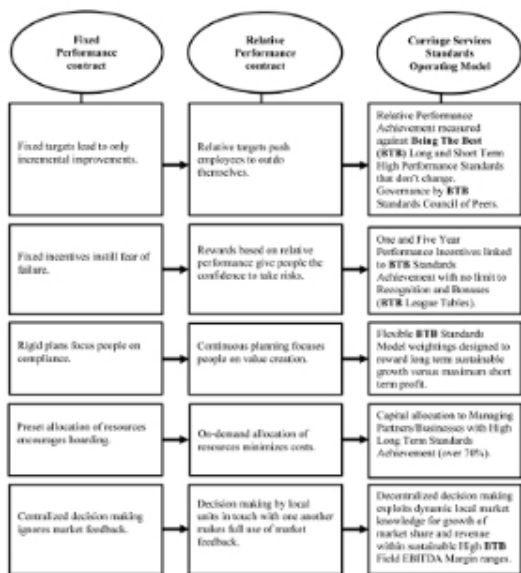 Fixed
Performance
contract
Relative
Performance
contract
Carriage Services
Standards
Operating Model
Fixed targets lead to only
incremental improvements.
Relative targets push
employees to outdo
themselves.
Relative Performance
Achievement measured
against Being The Best
(BTB) Long and Short Term
High Performance Standards
that don't change.
Governance by BTB
Standards Council of Peers.
Fixed incentives instill fear of
failure.
Rewards based on relative
performance give people the
confidence to take risks.
One and Five Year
Performance Incentives linked
to BTB Standards
Achievement with no limit to
Recognition and Bonuses
(BTB League Tables).
Rigid plans focus people on
compliance.
Continuous planning focuses
people on value creation.
Flexible BTB Standards
Model weightings designed to
reward long term sustainable
growth versus maximum short
term profit.
Preset allocation of resources
encourages hoarding.
On-demand allocation of
resources minimizes costs.
Capital allocation to Managing
Partners/Businesses with High
Long Term Standards
Achievement (over 70%).
Centralized decision making
ignores market feedback.
Decision making by local
units in touch with one another
makes full use of market
feedback.
Decentralized decision making
exploits dynamic local market
knowledge for growth of
market share and revenue
within sustainable High BTB
Field EBITDA Margin ranges.